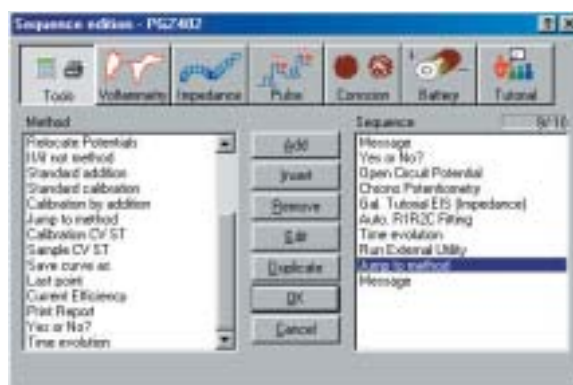 Sequence edition - PGZ402
Tools
Voltammetry
Impedance
Pulse
Corrosion
Battery
Tutorial
Method
Sequence
9/10
Relocate Potentials
not method
Standard addition
Standard calibration
Calibration by addition
Jump to method
Calibration CV ST
Sample CV ST
Save curve as
Last point
Current Efficiency
Print Report
Yes or No?
Time evolution
Add
Insert
Remove
Edit
Duplicate
OK
Cancel
Message
Yes or No?
Open Circuit Potential
Chrono Potentiometry
Gal. Tutorial EIS (Impedance)
Auto. R1R2C Fitting
Time evolution
Run External Utility
Jump to method
Message